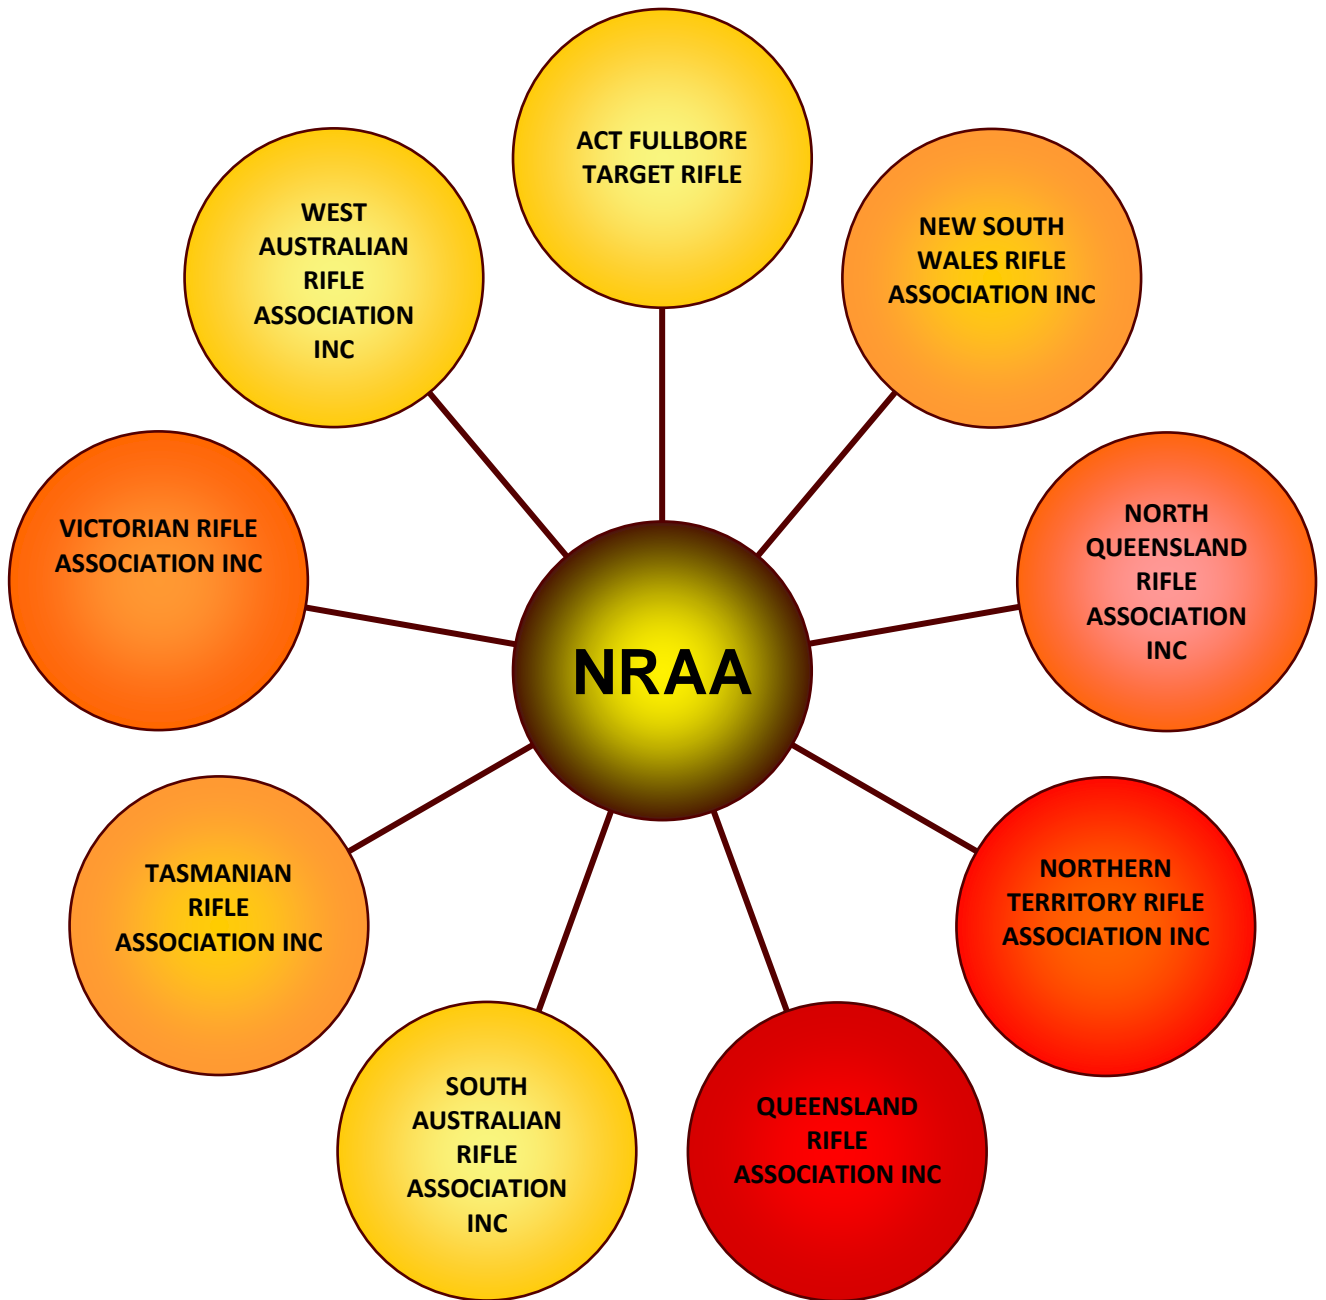 ACT FULLBORE
TARGET RIFLE
WEST
AUSTRALIAN
RIFLE
ASSOCIATION
INC
NEW SOUTH
WALES RIFLE
ASSOCIATION INC
VICTORIAN RIFLE
ASSOCIATION INC
NORTH
QUEENSLAND
RIFLE
ASSOCIATION
INC
NRAA
TASMANIAN
RIFLE
ASSOCIATION INC
NORTHERN
TERRITORY RIFLE
ASSOCIATION INC
SOUTH
AUSTRALIAN
RIFLE
ASSOCIATION
INC
QUEENSLAND
RIFLE
ASSOCIATION INC